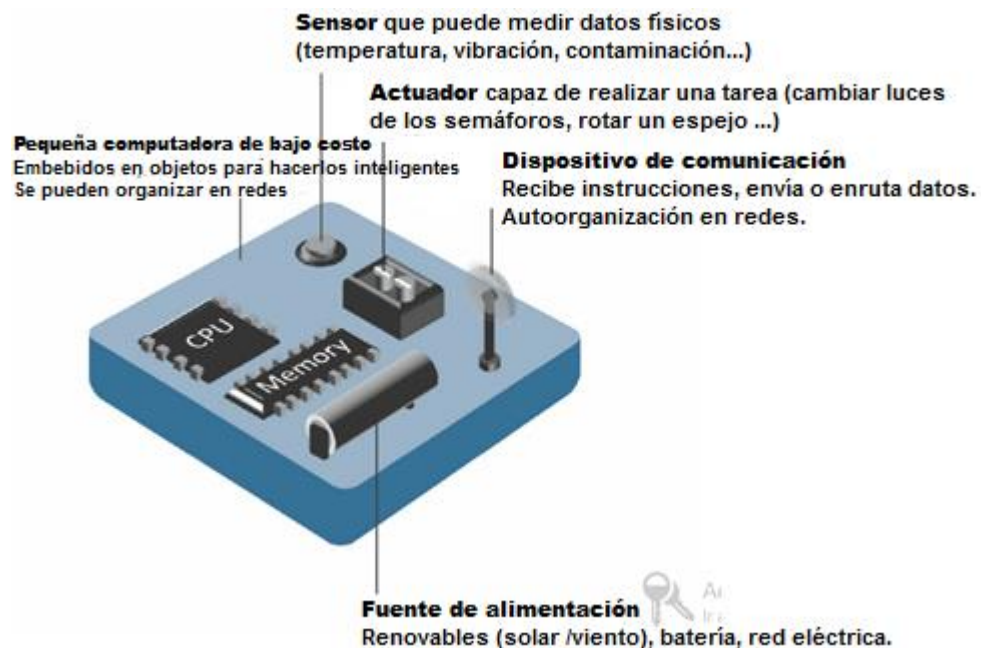 Sensor que puede medir datos físicos
(temperatura, vibración, contaminación...)
Actuador capaz de realizar una tarea (cambiar luces
de los semáforos, rotar un espejo ...)
Pequeña computadora de bajo costo
Embebidos en objetos para hacerlos inteligentes
Se pueden organizar en redes
Dispositivo de comunicación
Recibe instrucciones, envía o enruta datos.
Autoorganización en redes.
CPU
Memory
Fuente de alimentación
Renovables (solar /viento), batería, red eléctrica.